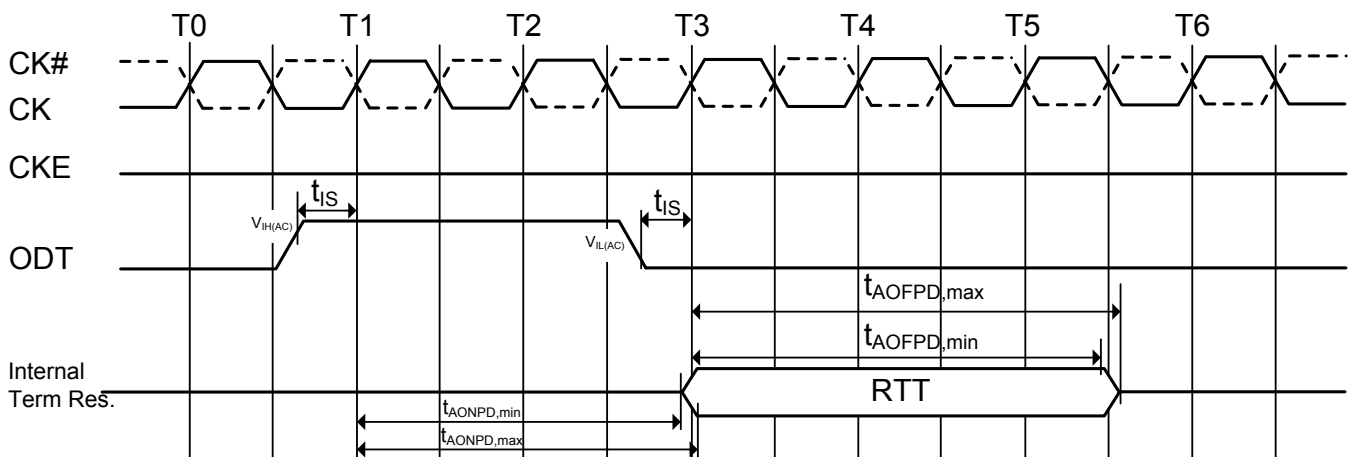 T0 T1 T2 T3 T4 T5 T6
CK#
CK
CKE
tIS
tIS
VIH(AC)
VIL(AC)
ODT
tAOFPD,max
tAOFPD,min
Internal
Term Res.
RTT
tAONPD,min
tAONPD,max